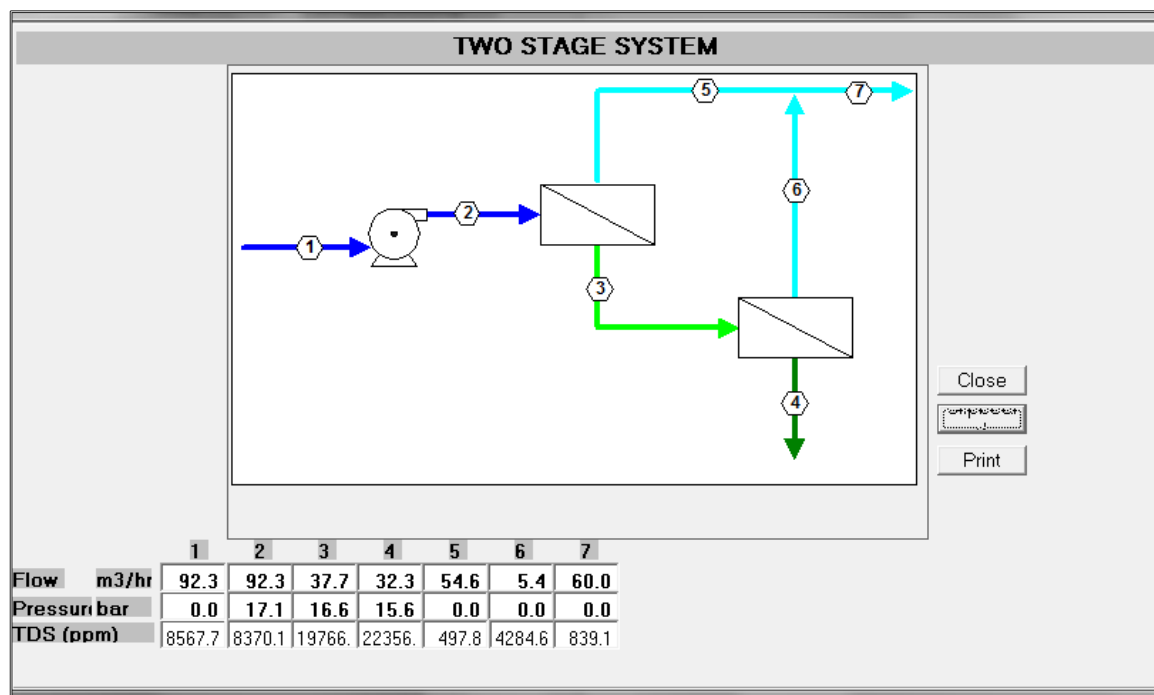 TWO STAGE SYSTEM
5 7
6
2
1
3
Close
4
Print
1 2 3 4 5 6 7
Flow m3/hr 92.3 92.3 37.7 32.3 54.6 5.4 60.0
Pressure bar 0.0 17.1 16.6 15.6 0.0 0.0 0.0
TDS (ppm) 8567.7 8370.1 19766. 22356. 497.8 4284.6 839.1